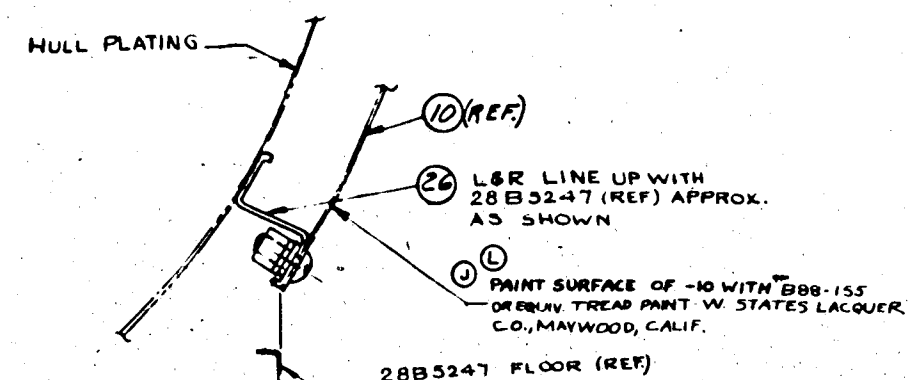 HULL PLATING
10 (REF.)
26 L&R LINE UP WITH
28B5247 (REF) APPROX.
AS SHOWN
J L
PAINT SURFACE OF -10 WITH #B88-155
OR EQUIV. TREAD PAINT W. STATES LACQUER
CO., MAYWOOD, CALIF.
28B5247 FLOOR (REF)